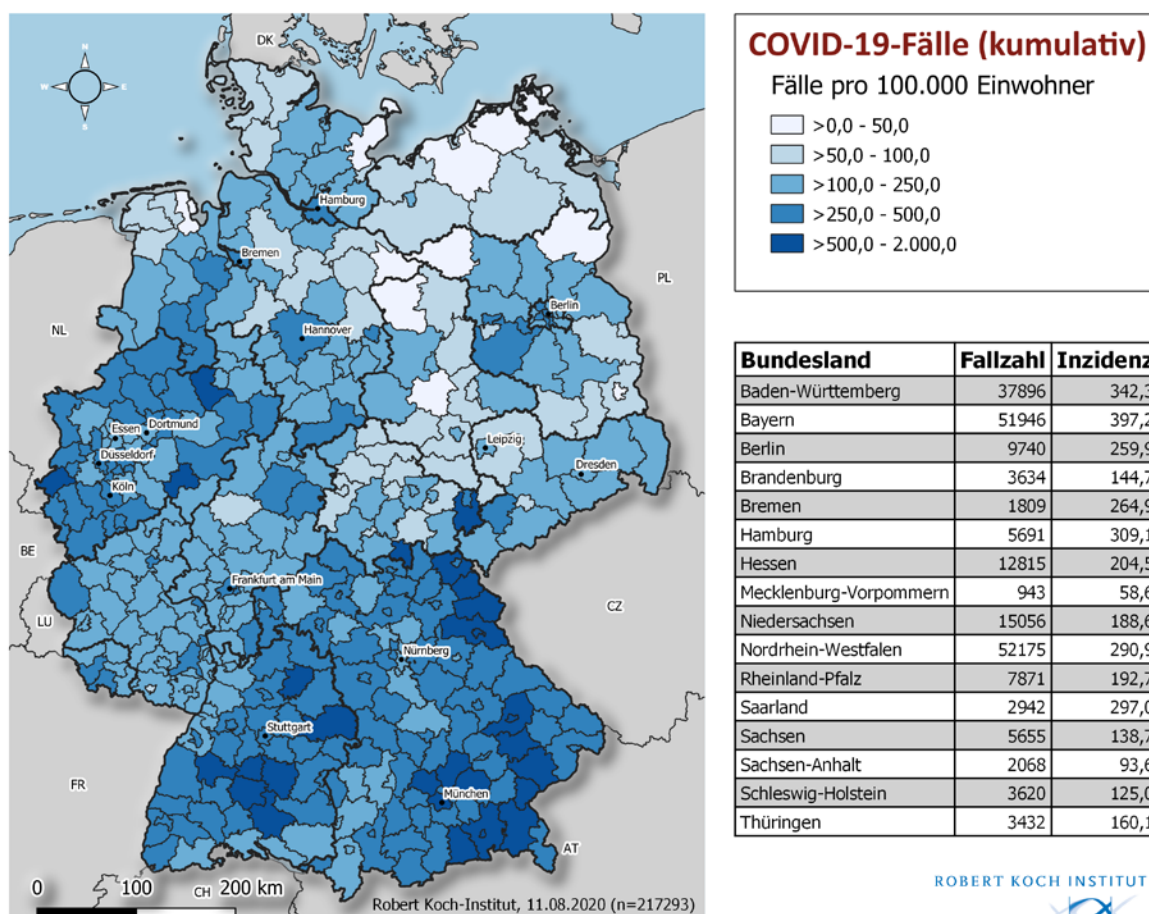 DK
N
W
E
S
Hamburg
Bremen
PL
Berlin
NL
Hannover
Essen
Dortmund
Leipzig
Düsseldorf
Dresden
Köln
BE
Frankfurt am Main
CZ
LU
Nürnberg
Stuttgart
FR
München
AT
0 100 200 km
CH
Robert Koch-Institut, 11.08.2020 (n=217293)
COVID-19-Fälle (kumulativ)
Fälle pro 100.000 Einwohner
>0,0 - 50,0
>50,0 - 100,0
>100,0 - 250,0
>250,0 - 500,0
>500,0 - 2.000,0
Bundesland Fallzahl Inzidenz
Baden-Württemberg 37896 342,3
Bayern 51946 397,2
Berlin 9740 259,9
Brandenburg 3634 144,7
Bremen 1809 264,9
Hamburg 5691 309,1
Hessen 12815 204,5
Mecklenburg-Vorpommern 943 58,6
Niedersachsen 15056 188,6
Nordrhein-Westfalen 52175 290,9
Rheinland-Pfalz 7871 192,7
Saarland 2942 297,0
Sachsen 5655 138,7
Sachsen-Anhalt 2068 93,6
Schleswig-Holstein 3620 125,0
Thüringen 3432 160,1
ROBERT KOCH INSTITUT